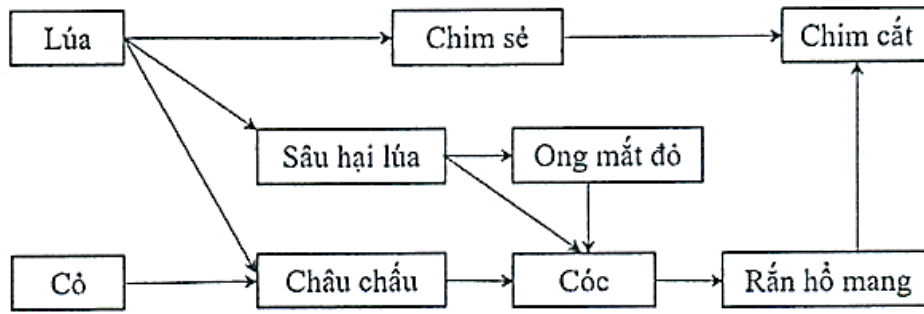 Lúa
Chim sẻ
Chim cắt
Sâu hại lúa
Ong mắt đỏ
Cỏ
Châu chấu
Cóc
Rắn hổ mang